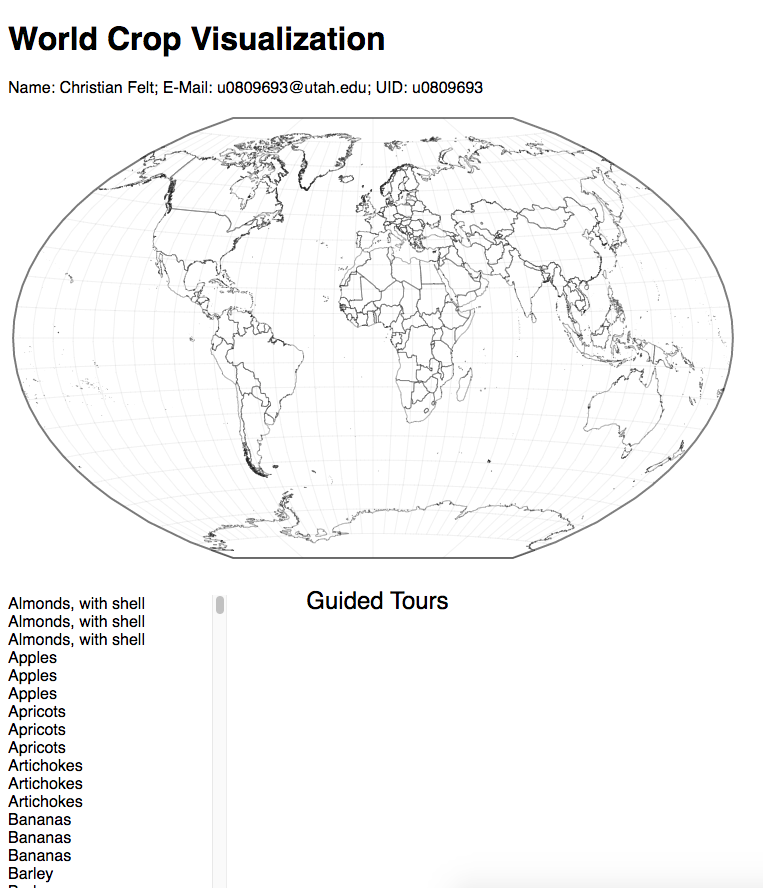 World Crop Visualization
Name: Christian Felt; E-Mail: u0809693@utah.edu; UID: u0809693
Guided Tours
Almonds, with shell
Almonds, with shell
Almonds, with shell
Apples
Apples
Apples
Apricots
Apricots
Apricots
Artichokes
Artichokes
Artichokes
Bananas
Bananas
Bananas
Barley